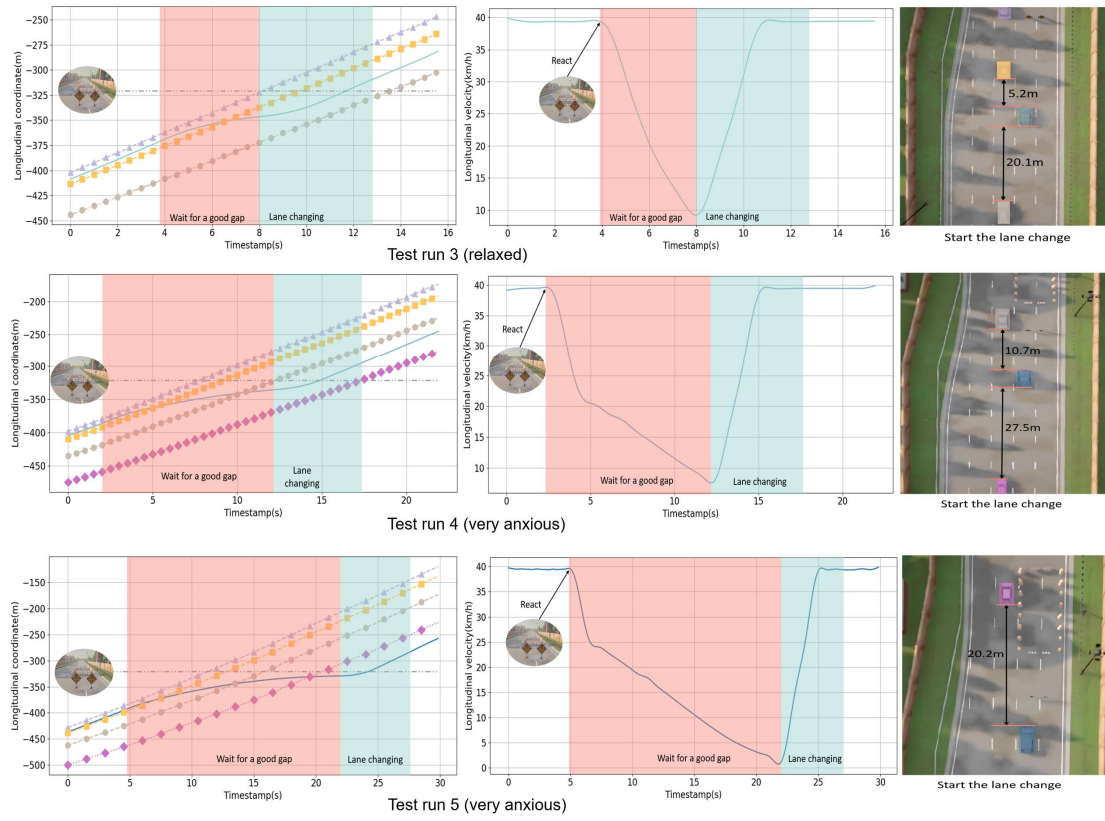 Longitudinal coordinate(m)
−250
−275
−300
−325
−350
−375
−400
−425
−450
Wait for a good gap
Lane changing
0 2 4 6 8 10 12 14 16
Timestamp(s)
Longitudinal velocity(km/h)
40
35
30
25
20
15
10
React
Wait for a good gap
Lane changing
0 2 4 6 8 10 12 14 16
Timestamp(s)
5.2m
20.1m
Start the lane change
Test run 3 (relaxed)
Longitudinal coordinate(m)
−200
−250
−300
−350
−400
−450
Wait for a good gap
Lane
changing
0 5 10 15 20
Timestamp(s)
Longitudinal velocity(km/h)
40
35
30
25
20
15
10
React
Wait for a good gap
Lane changing
0 5 10 15 20
Timestamp(s)
10.7m
27.5m
Start the lane change
Test run 4 (very anxious)
Longitudinal coordinate(m)
−150
−200
−250
−300
−350
−400
−450
−500
Wait for a good gap
Lane changing
0 5 10 15 20 25 30
Timestamp(s)
Longitudinal velocity(km/h)
40
35
30
25
20
15
10
5
0
React
Wait for a good gap
Lane changing
0 5 10 15 20 25 30
Timestamp(s)
20.2m
Start the lane change
Test run 5 (very anxious)